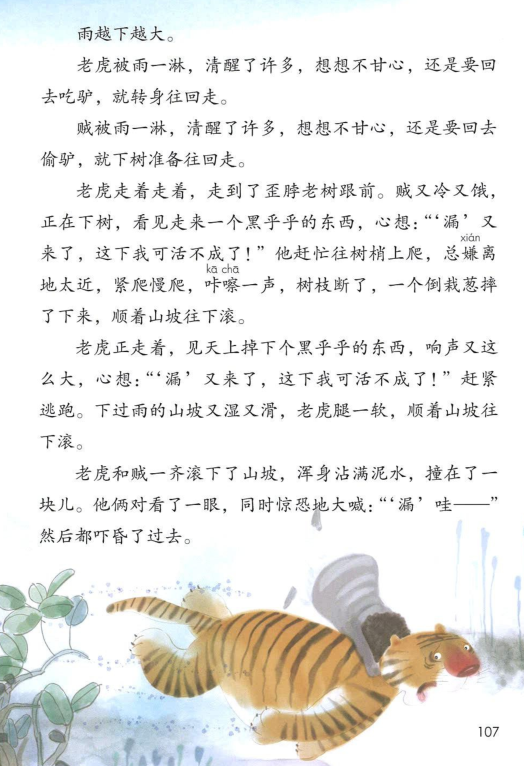 雨越下越大。
老虎被雨一淋，清醒了许多，想想不甘心，还是要回
去吃驴，就转身往回走。
贼被雨一淋，清醒了许多，想想不甘心，还是要回去
偷驴，就下树准备往回走。
老虎走着走着，走到了歪脖老树跟前。贼又冷又饿，
正在下树，看见走来一个黑乎乎的东西，心想：“‘漏’又
来了，这下我可活不成了！”他赶忙往树梢上爬，总嫌离
xián
地太近，紧爬慢爬，咔嚓一声，树枝断了，一个倒栽葱摔
kā chā
了下来，顺着山坡往下滚。
老虎正走着，见天上掉下个黑乎乎的东西，响声又这
么大，心想：“‘漏’又来了，这下我可活不成了！”赶紧
逃跑。下过雨的山坡又湿又滑，老虎腿一软，顺着山坡往
下滚。
老虎和贼一齐滚下了山坡，浑身沾满泥水，撞在了一
块儿。他俩对看了一眼，同时惊恐地大喊：“‘漏’哇——”
然后都吓昏了过去。
107